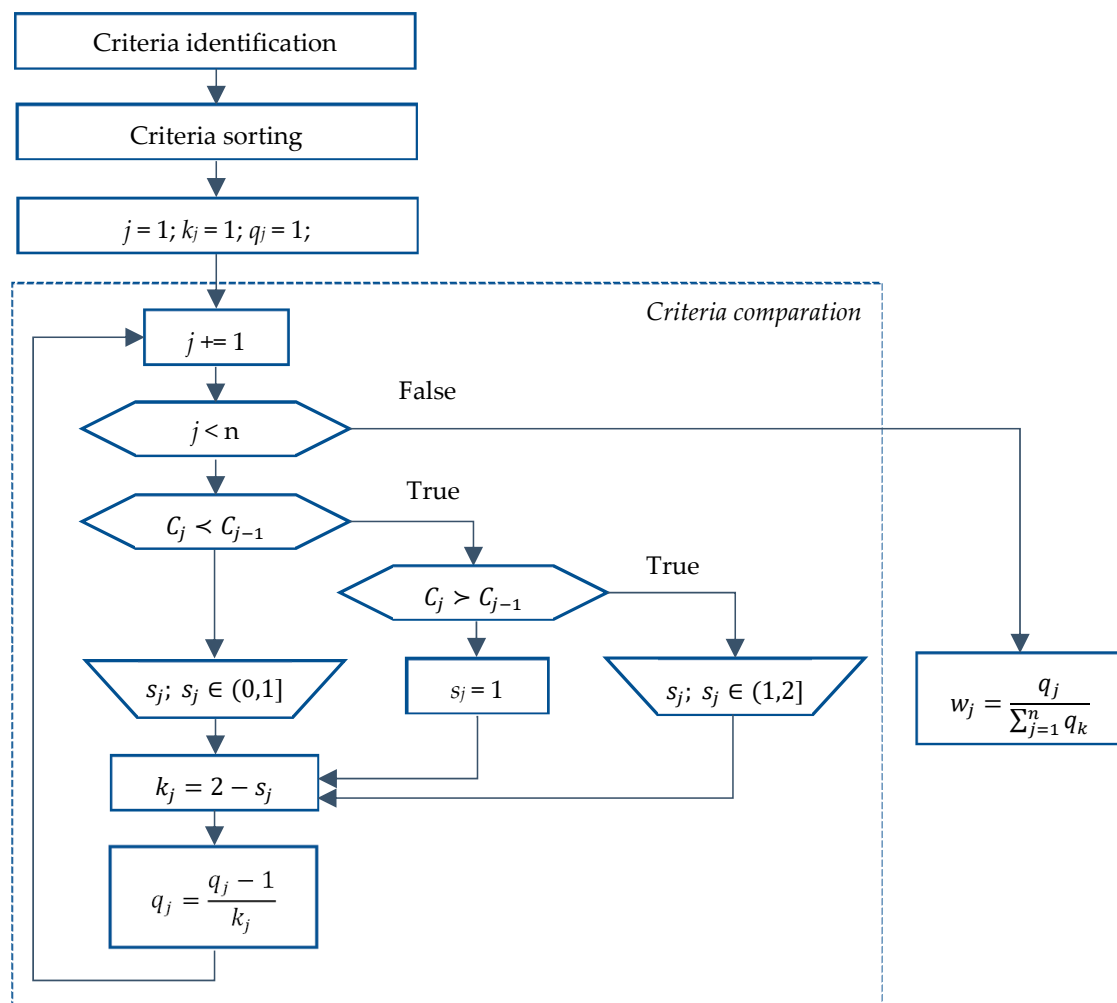 Criteria identification
Criteria sorting
j = 1; kⱼ = 1; qⱼ = 1;
Criteria comparation
j += 1
False
j < n
True
Cⱼ ≺ Cⱼ₋₁
True
Cⱼ ≻ Cⱼ₋₁
sⱼ; sⱼ ∈ (0,1]
sⱼ = 1
sⱼ; sⱼ ∈ (1,2]
wⱼ = qⱼ / ∑ⁿⱼ₌₁ qₖ
kⱼ = 2 − sⱼ
qⱼ = qⱼ − 1 / kⱼ